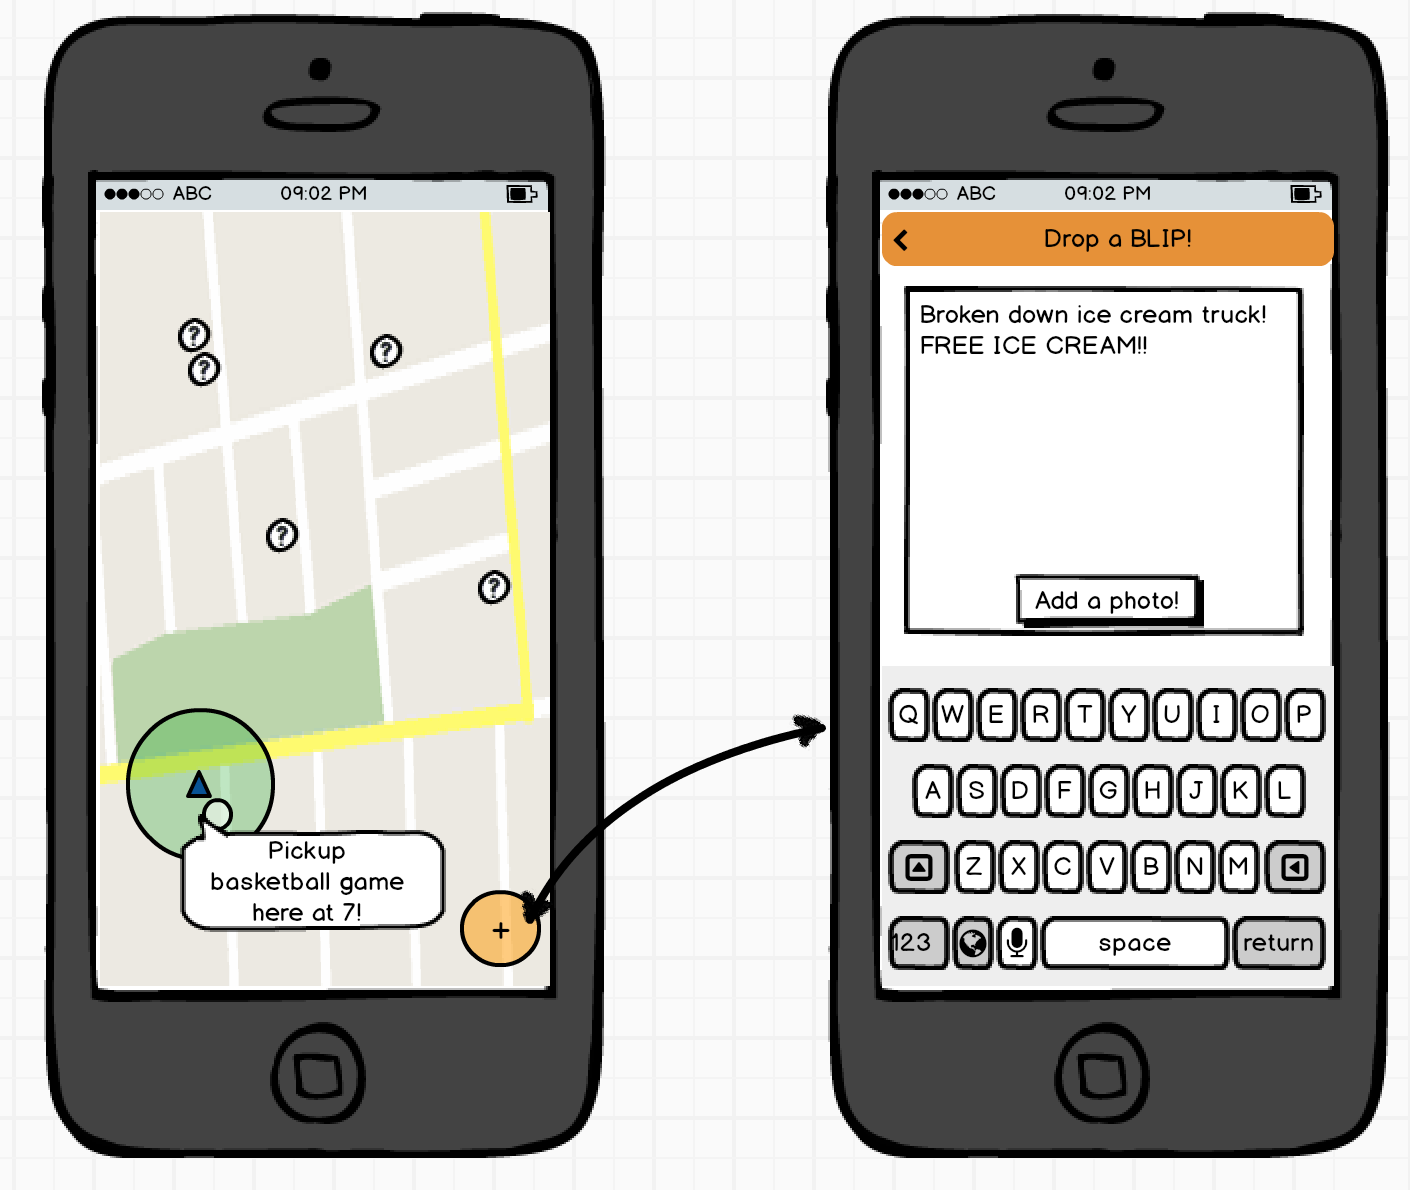 ABC 09:02 PM
?
?
?
?
?
Pickup
basketball game
here at 7!
+
ABC 09:02 PM
Drop a BLIP!
Broken down ice cream truck!
FREE ICE CREAM!!
Add a photo!
Q W E R T Y U I O P
A S D F G H J K L
Z X C V B N M
123 space return